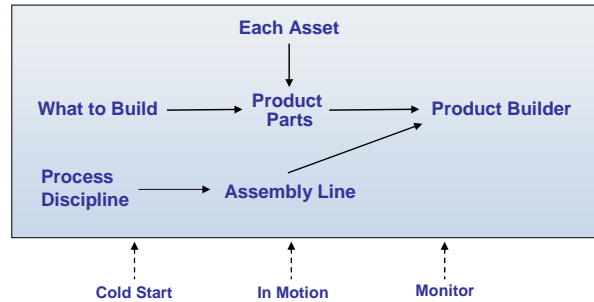 Each Asset
What to Build
Product
Parts
Product Builder
Process
Discipline
Assembly Line
Cold Start
In Motion
Monitor